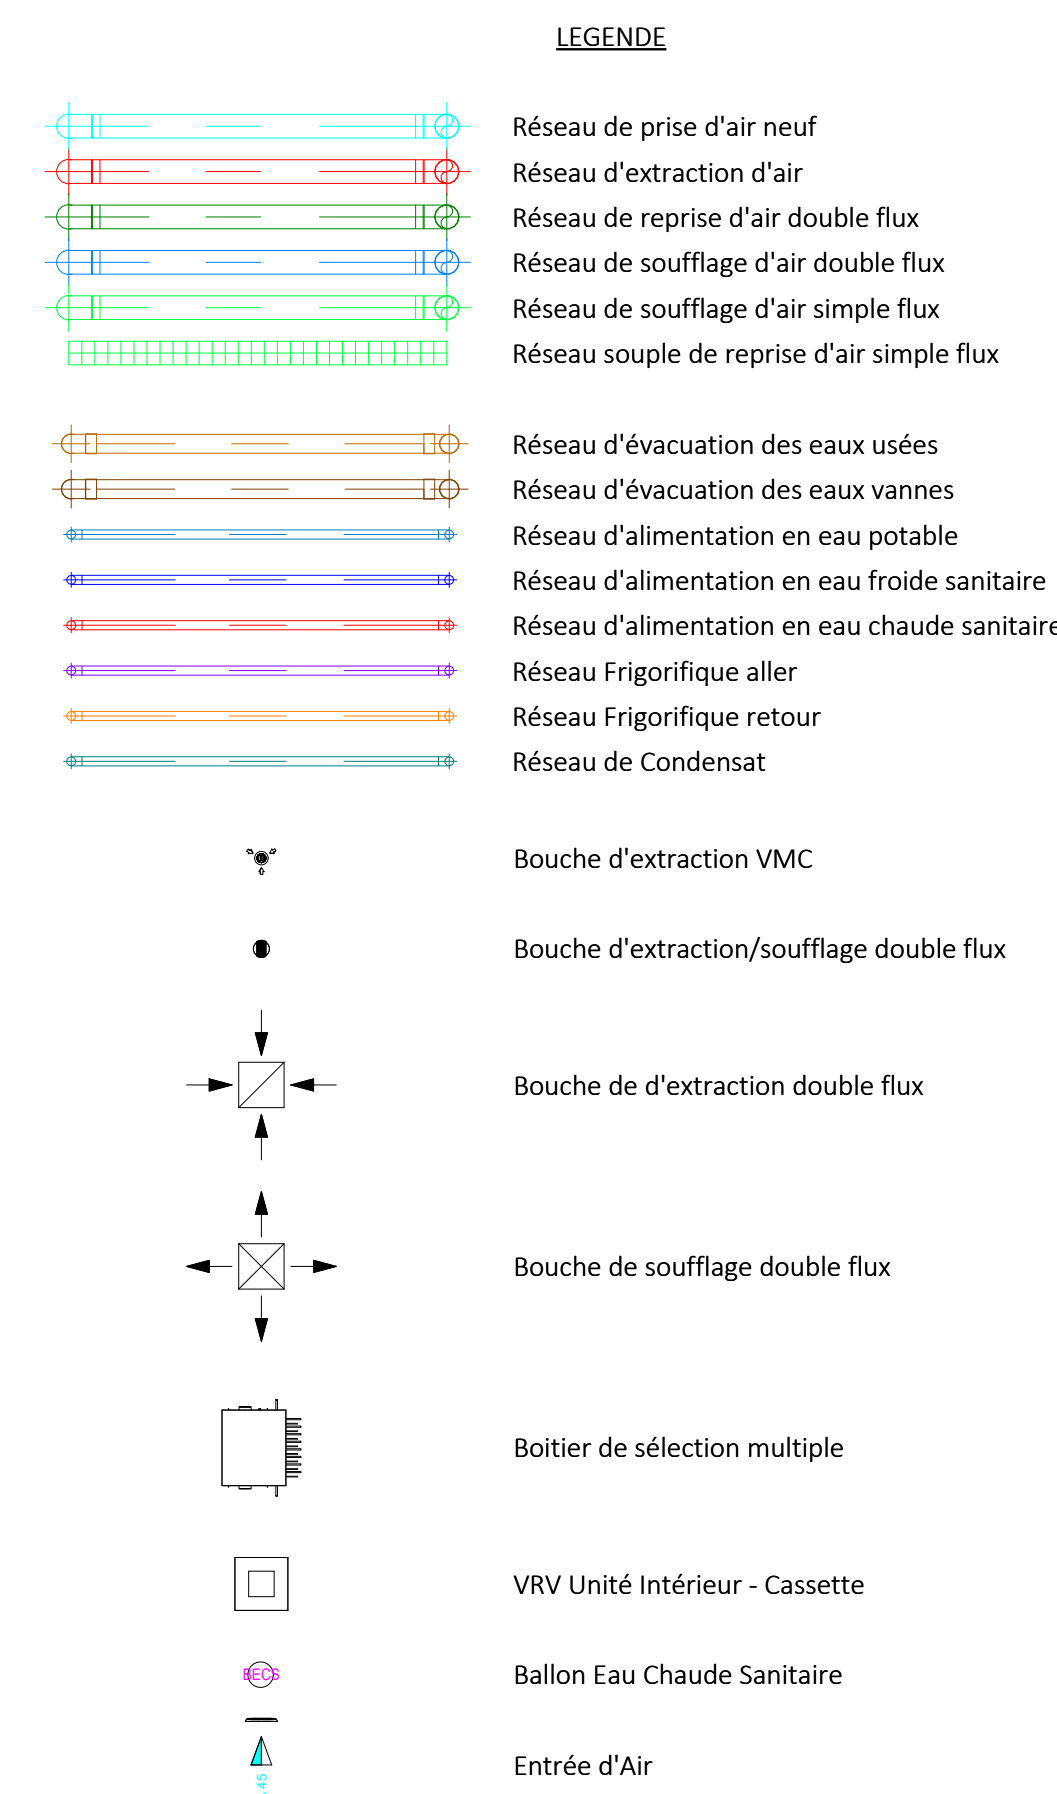 LEGENDE
Réseau de prise d'air neuf
Réseau d'extraction d'air
Réseau de reprise d'air double flux
Réseau de soufflage d'air double flux
Réseau de soufflage d'air simple flux
Réseau souple de reprise d'air simple flux
Réseau d'évacuation des eaux usées
Réseau d'évacuation des eaux vannes
Réseau d'alimentation en eau potable
Réseau d'alimentation en eau froide sanitaire
Réseau d'alimentation en eau chaude sanitaire
Réseau Frigorifique aller
Réseau Frigorifique retour
Réseau de Condensat
Bouche d'extraction VMC
Bouche d'extraction/soufflage double flux
Bouche de d'extraction double flux
Bouche de soufflage double flux
Boitier de sélection multiple
VRV Unité Intérieur - Cassette
BECS Ballon Eau Chaude Sanitaire
Entrée d'Air
45